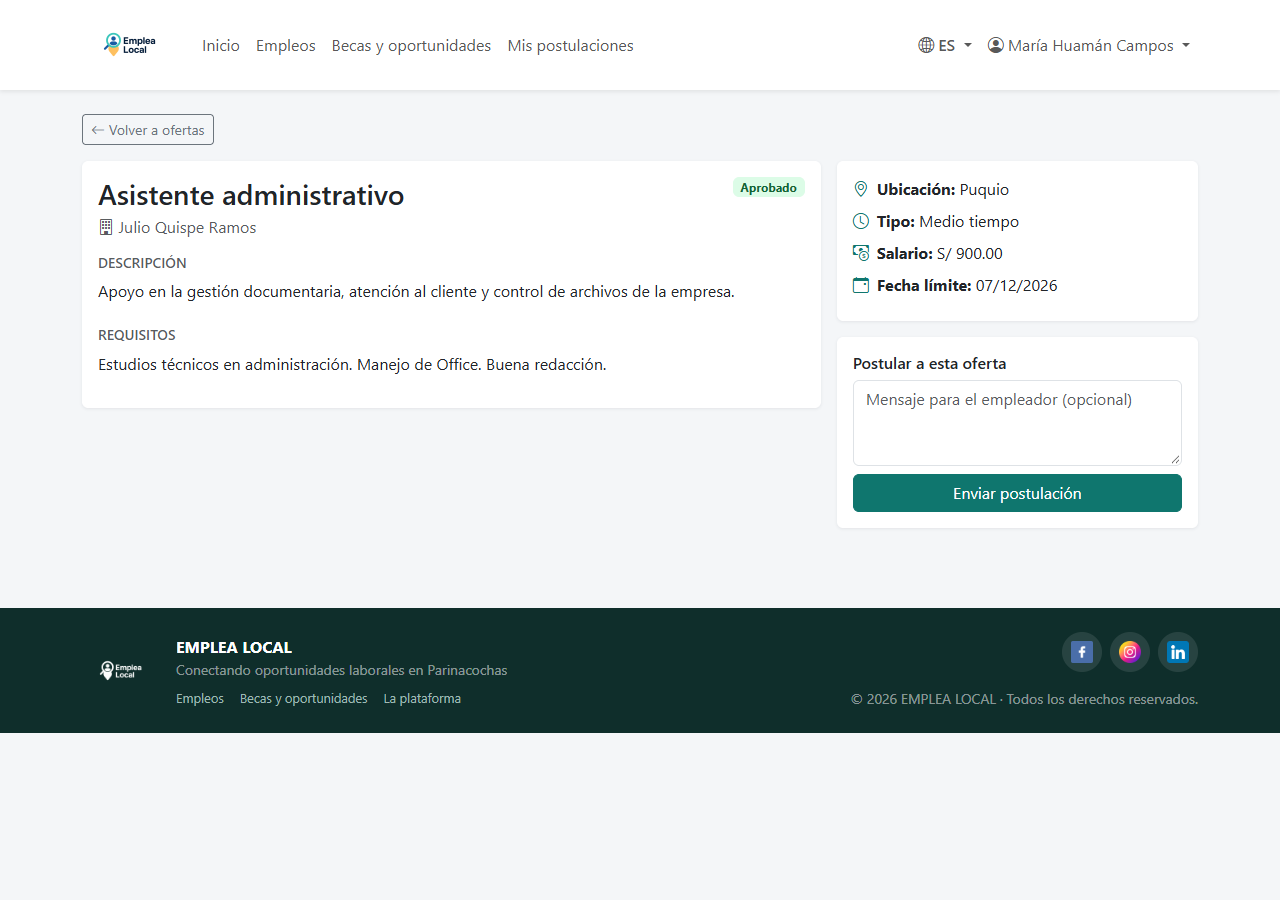 Emplea
Local
Inicio
Empleos
Becas y oportunidades
Mis postulaciones
ES
María Huamán Campos
← Volver a ofertas
Asistente administrativo
Aprobado
Julio Quispe Ramos
DESCRIPCIÓN
Apoyo en la gestión documentaria, atención al cliente y control de archivos de la empresa.
REQUISITOS
Estudios técnicos en administración. Manejo de Office. Buena redacción.
Ubicación: Puquio
Tipo: Medio tiempo
Salario: S/ 900.00
Fecha límite: 07/12/2026
Postular a esta oferta
Mensaje para el empleador (opcional)
Enviar postulación
Emplea
Local
EMPLEA LOCAL
Conectando oportunidades laborales en Parinacochas
Empleos
Becas y oportunidades
La plataforma
© 2026 EMPLEA LOCAL · Todos los derechos reservados.